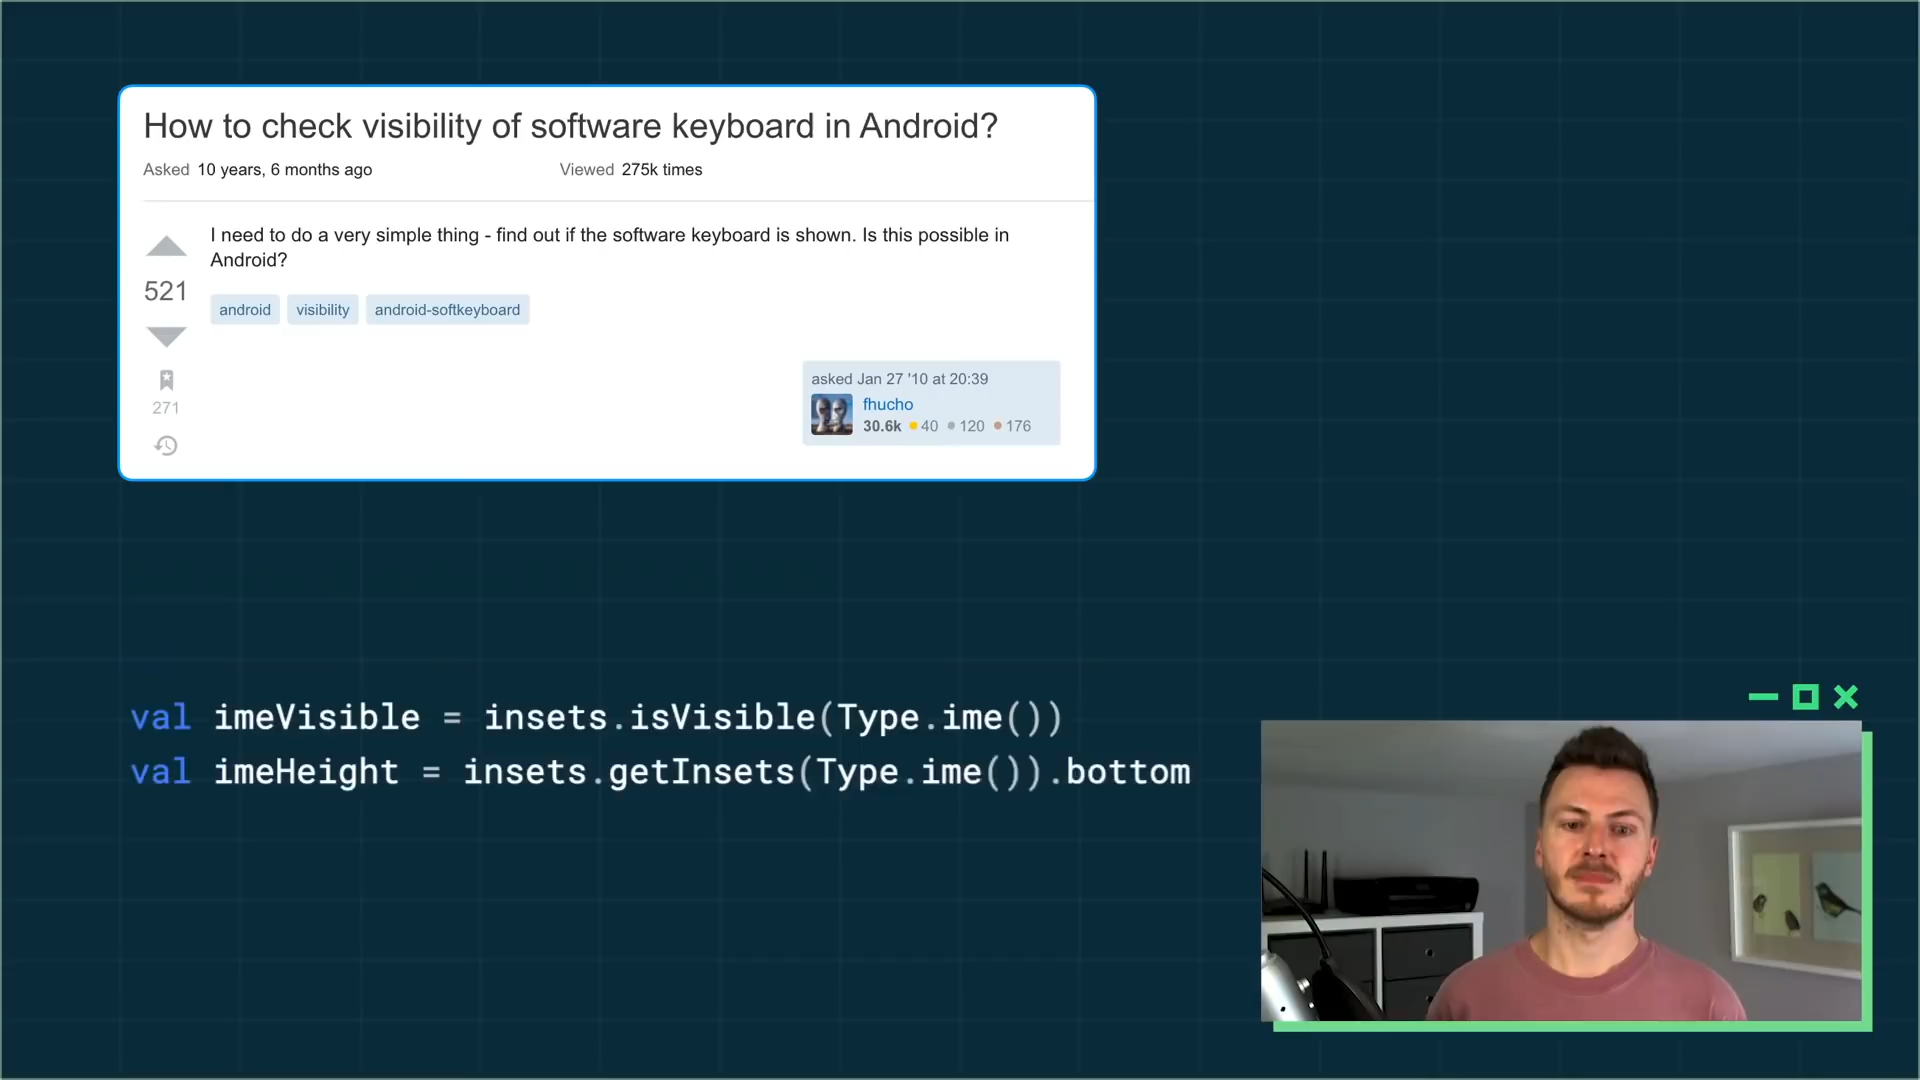 How to check visibility of software keyboard in Android?
Asked 10 years, 6 months ago Viewed 275k times
I need to do a very simple thing - find out if the software keyboard is shown. Is this possible in
Android?
521
android visibility android-softkeyboard
271
asked Jan 27 '10 at 20:39
fhucho
30.6k 40 120 176
val imeVisible = insets.isVisible(Type.ime())
val imeHeight = insets.getInsets(Type.ime()).bottom